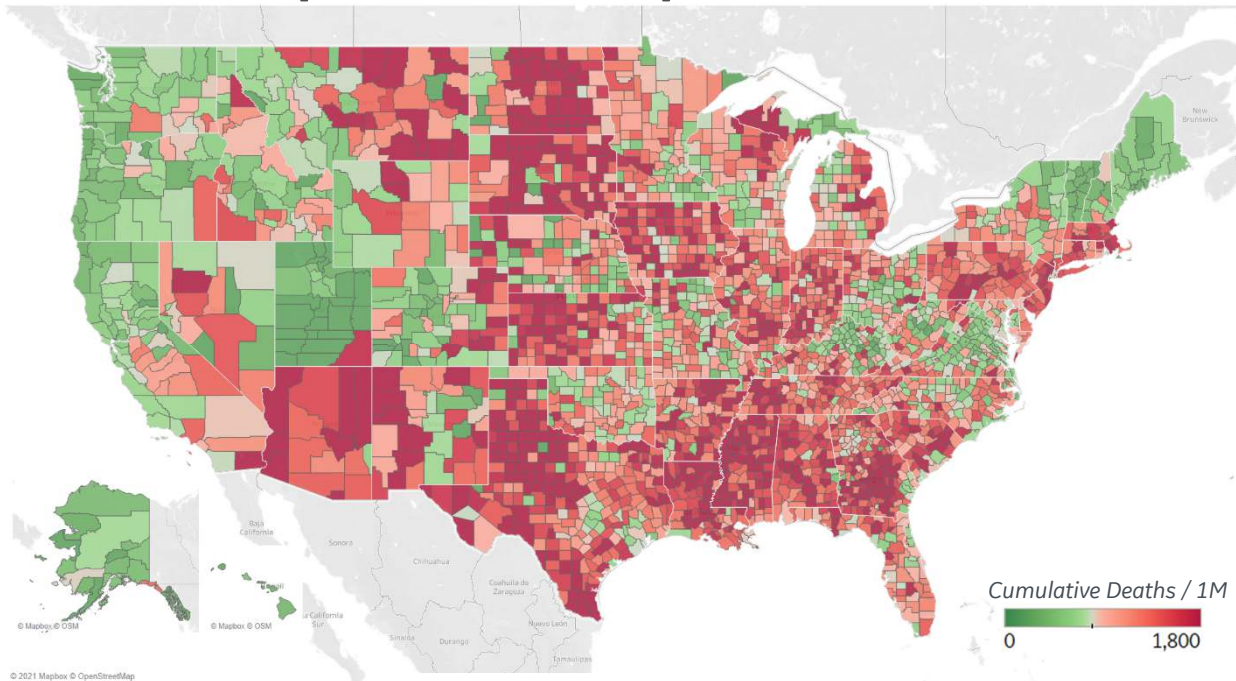 New
Brunswick
Baja
California
Sonora
Chihuahua
Coahuila de
Zaragoza
Nuevo León
Sinaloa
Durango
Tamaulipas
a California
Sur
© Mapbox © OSM
© Mapbox © OSM
Cumulative Deaths / 1M
0
1,800
© 2021 Mapbox © OpenStreetMap